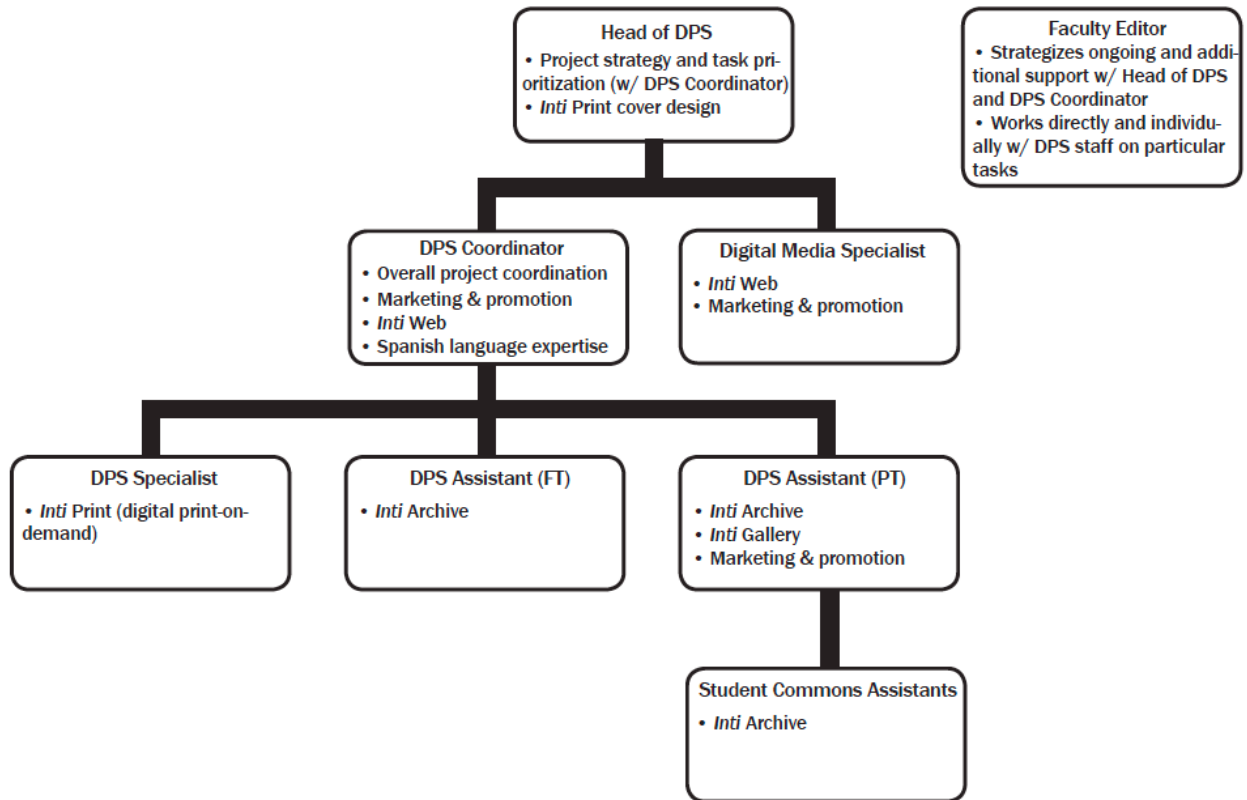 Head of DPS
• Project strategy and task pri-
oritization (w/ DPS Coordinator)
• Inti Print cover design
Faculty Editor
• Strategizes ongoing and addi-
tional support w/ Head of DPS
and DPS Coordinator
• Works directly and individu-
ally w/ DPS staff on particular
tasks
DPS Coordinator
• Overall project coordination
• Marketing & promotion
• Inti Web
• Spanish language expertise
Digital Media Specialist
• Inti Web
• Marketing & promotion
DPS Specialist
• Inti Print (digital print-on-
demand)
DPS Assistant (FT)
• Inti Archive
DPS Assistant (PT)
• Inti Archive
• Inti Gallery
• Marketing & promotion
Student Commons Assistants
• Inti Archive